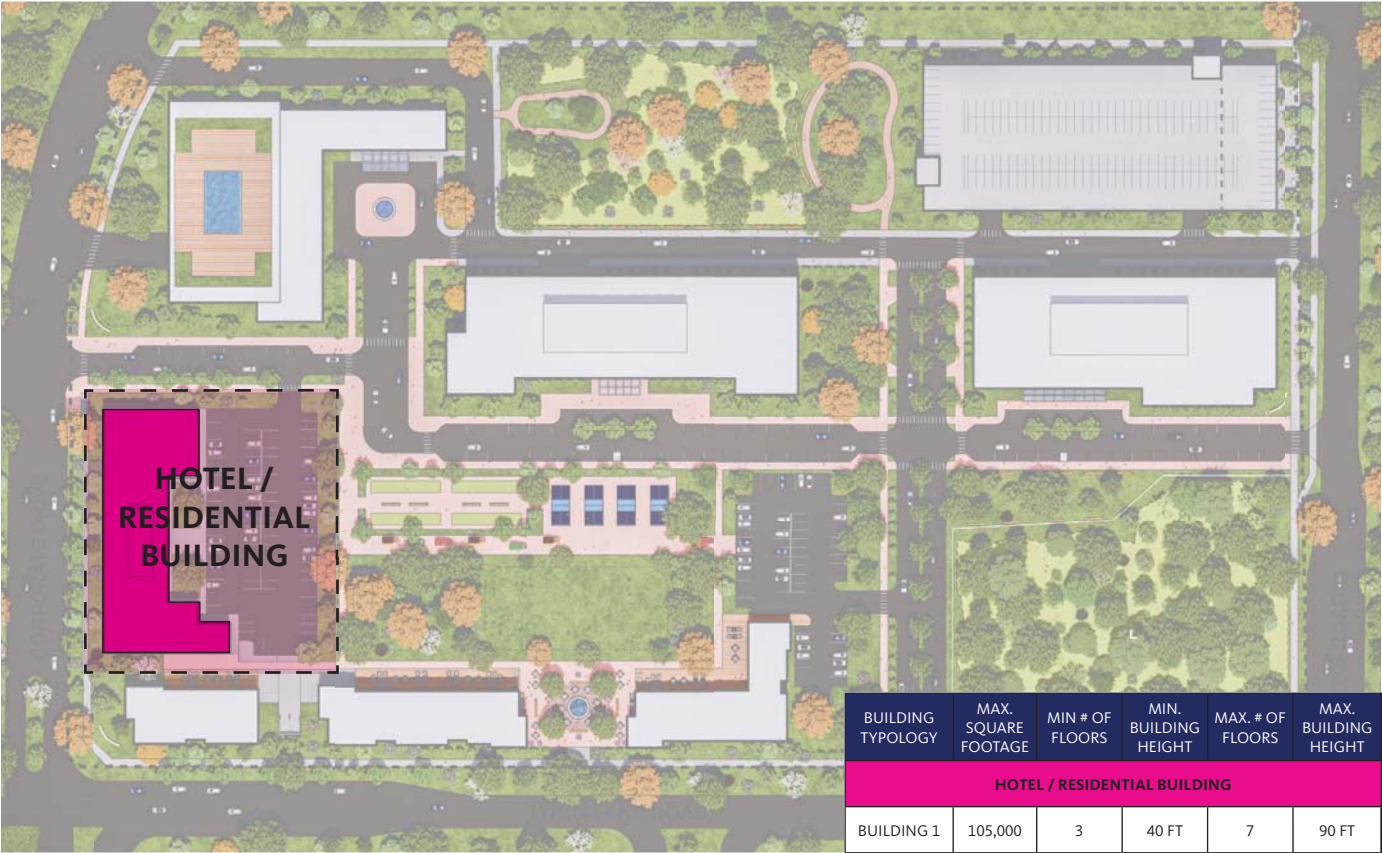 HOTEL /
RESIDENTIAL
BUILDING
BUILDING TYPOLOGY MAX. SQUARE FOOTAGE MIN # OF FLOORS MIN. BUILDING HEIGHT MAX. # OF FLOORS MAX. BUILDING HEIGHT
HOTEL / RESIDENTIAL BUILDING
BUILDING 1 105,000 3 40 FT 7 90 FT